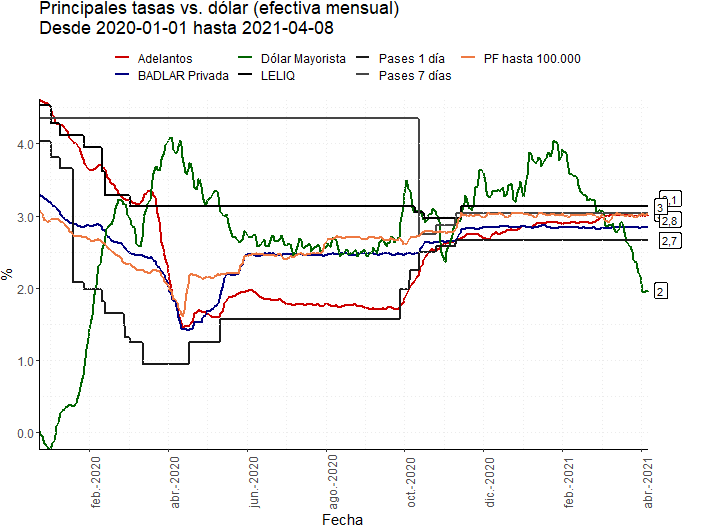 Principales tasas vs. dólar (efectiva mensual)
Desde 2020-01-01 hasta 2021-04-08
Adelantos Dólar Mayorista Pases 1 día PF hasta 100.000
BADLAR Privada LELIQ Pases 7 días
4.0
3.0
2.0
1.0
0.0
%
3
2,8
2,7
2
feb.-2020 abr.-2020 jun.-2020 ago.-2020 oct.-2020 dic.-2020 feb.-2021 abr.-2021
Fecha